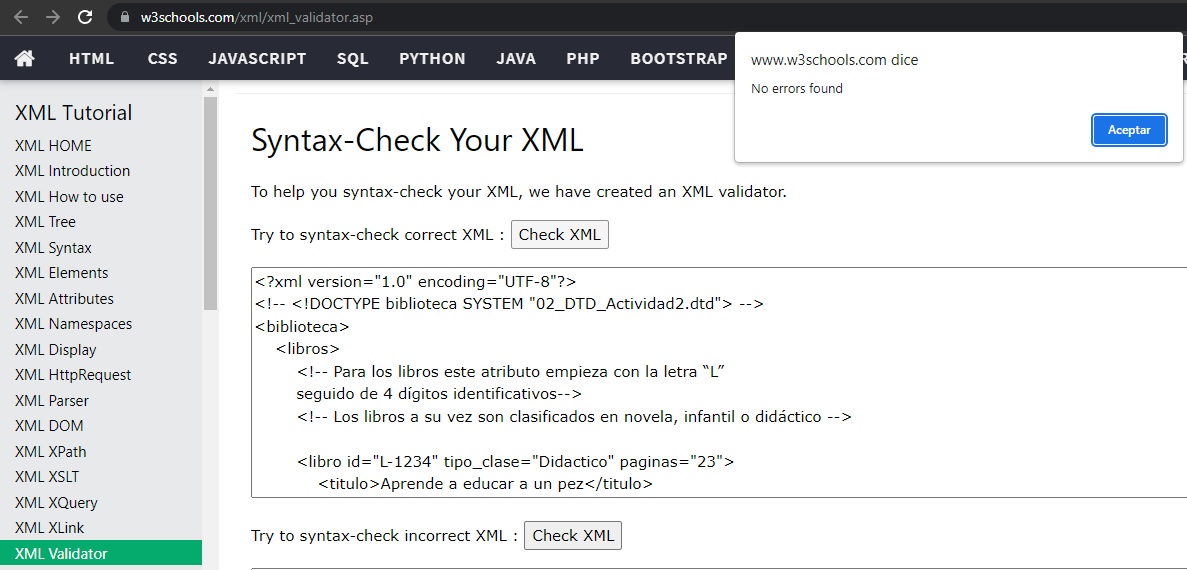 w3schools.com/xml/xml_validator.asp
HTML CSS JAVASCRIPT SQL PYTHON JAVA PHP BOOTSTRAP
www.w3schools.com dice
No errors found
Aceptar
XML Tutorial
XML HOME
XML Introduction
XML How to use
XML Tree
XML Syntax
XML Elements
XML Attributes
XML Namespaces
XML Display
XML HttpRequest
XML Parser
XML DOM
XML XPath
XML XSLT
XML XQuery
XML XLink
XML Validator
Syntax-Check Your XML
To help you syntax-check your XML, we have created an XML validator.
Try to syntax-check correct XML : Check XML
<?xml version="1.0" encoding="UTF-8"?>
<!-- <!DOCTYPE biblioteca SYSTEM "02_DTD_Actividad2.dtd"> -->
<biblioteca>
<libros>
<!-- Para los libros este atributo empieza con la letra “L”
seguido de 4 dígitos identificativos-->
<!-- Los libros a su vez son clasificados en novela, infantil o didáctico -->
<libro id="L-1234" tipo_clase="Didactico" paginas="23">
<titulo>Aprende a educar a un pez</titulo>
Try to syntax-check incorrect XML : Check XML